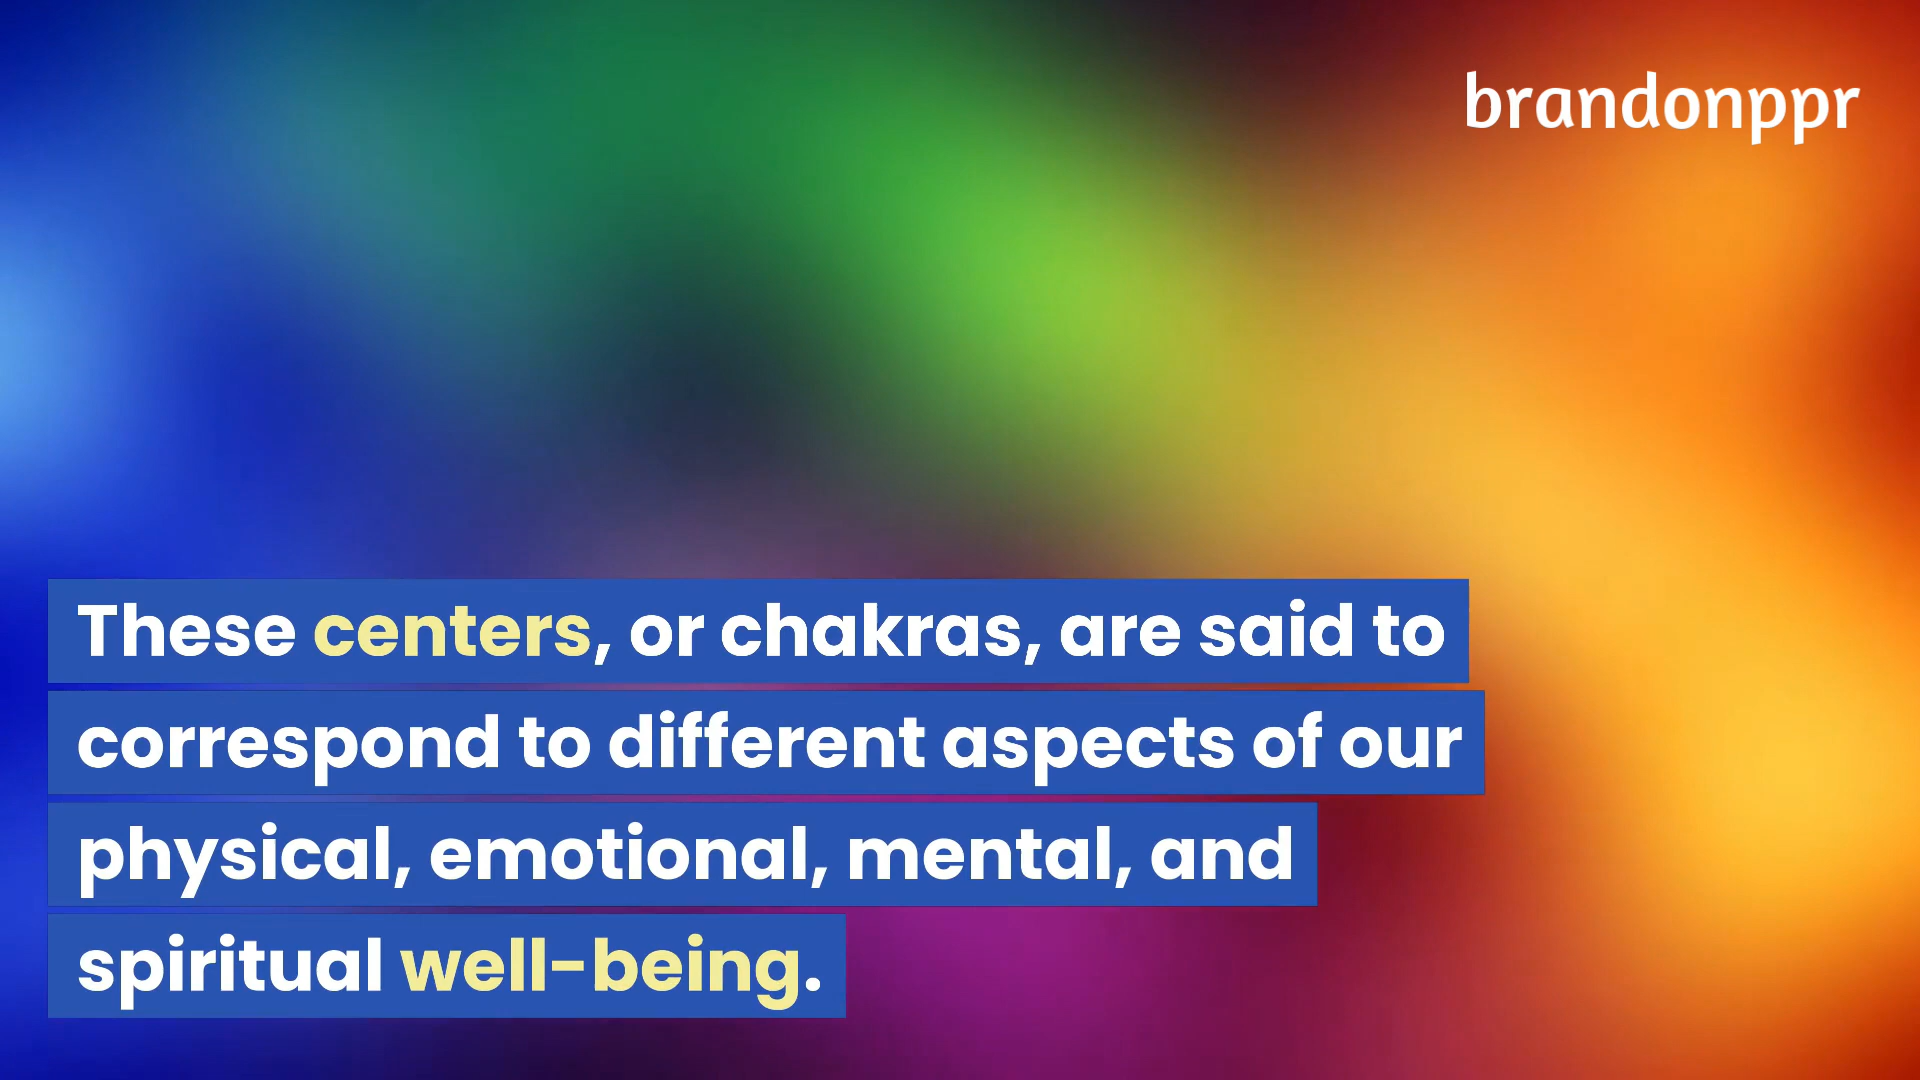 brandonppr
These centers, or chakras, are said to
correspond to different aspects of our
physical, emotional, mental, and
spiritual well-being.